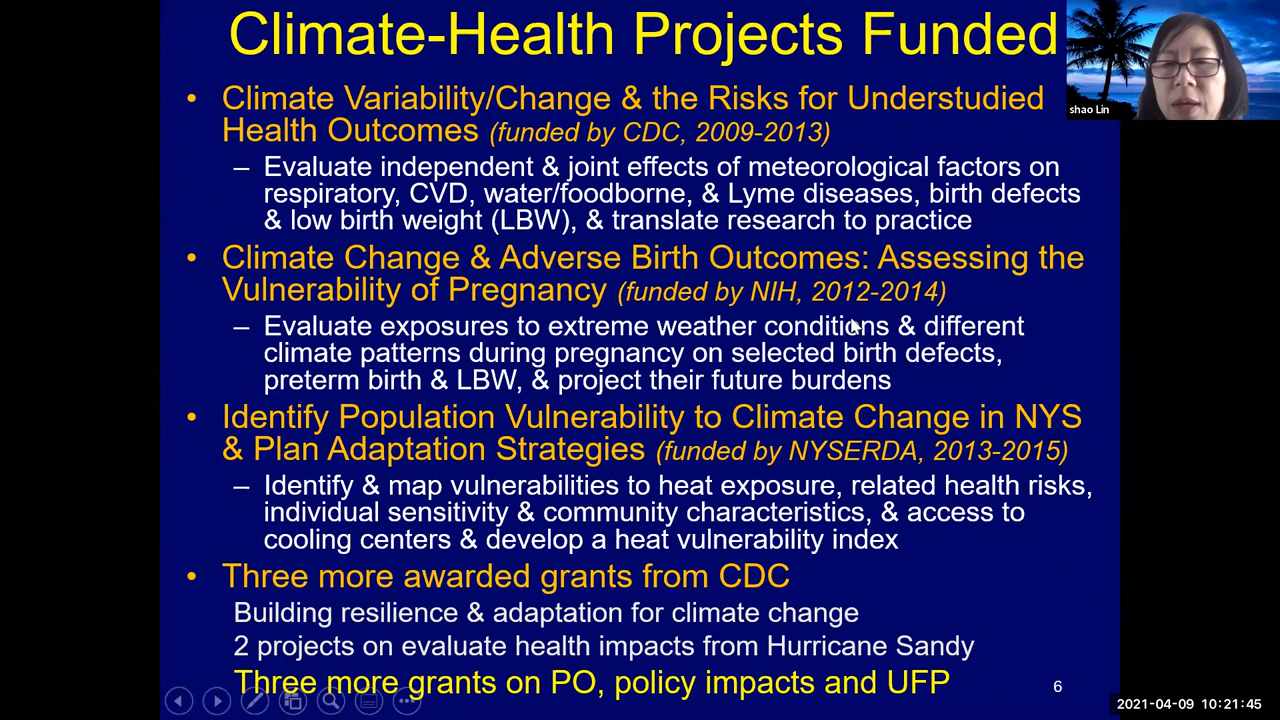 Climate-Health Projects Funded
shao Lin
• Climate Variability/Change & the Risks for Understudied
Health Outcomes (funded by CDC, 2009-2013)
– Evaluate independent & joint effects of meteorological factors on
respiratory, CVD, water/foodborne, & Lyme diseases, birth defects
& low birth weight (LBW), & translate research to practice
• Climate Change & Adverse Birth Outcomes: Assessing the
Vulnerability of Pregnancy (funded by NIH, 2012-2014)
– Evaluate exposures to extreme weather conditions & different
climate patterns during pregnancy on selected birth defects,
preterm birth & LBW, & project their future burdens
• Identify Population Vulnerability to Climate Change in NYS
& Plan Adaptation Strategies (funded by NYSERDA, 2013-2015)
– Identify & map vulnerabilities to heat exposure, related health risks,
individual sensitivity & community characteristics, & access to
cooling centers & develop a heat vulnerability index
• Three more awarded grants from CDC
Building resilience & adaptation for climate change
2 projects on evaluate health impacts from Hurricane Sandy
Three more grants on PO, policy impacts and UFP
6
2021-04-09 10:21:45